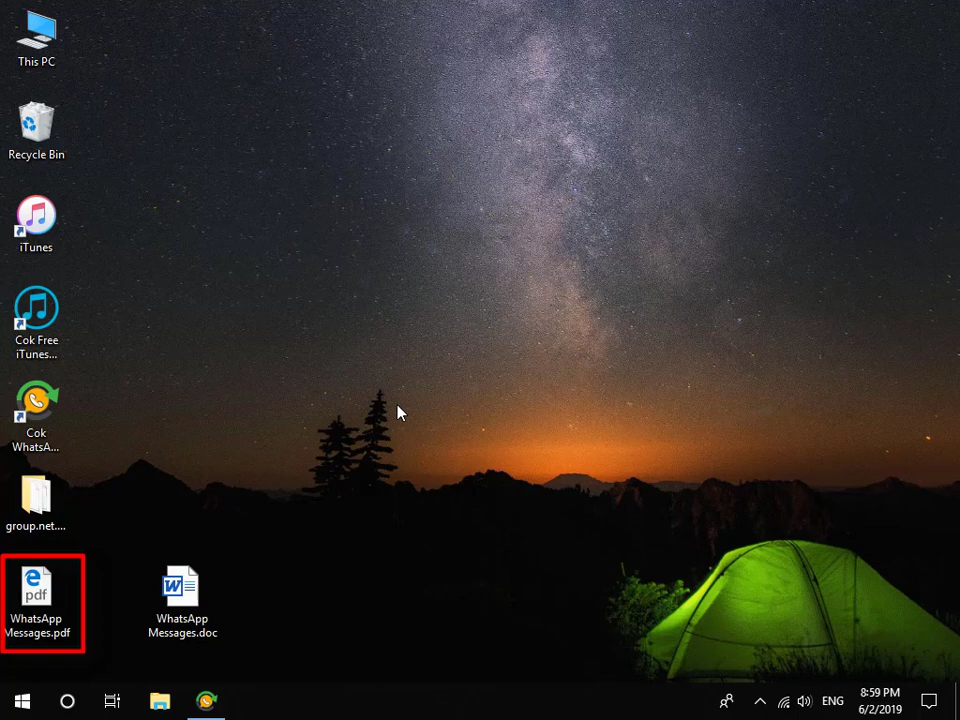 This PC
Recycle Bin
iTunes
Cok Free
iTunes...
Cok
WhatsA...
group.net....
e
pdf
WhatsApp
Messages.pdf
W
WhatsApp
Messages.doc
ENG
8:59 PM
6/2/2019